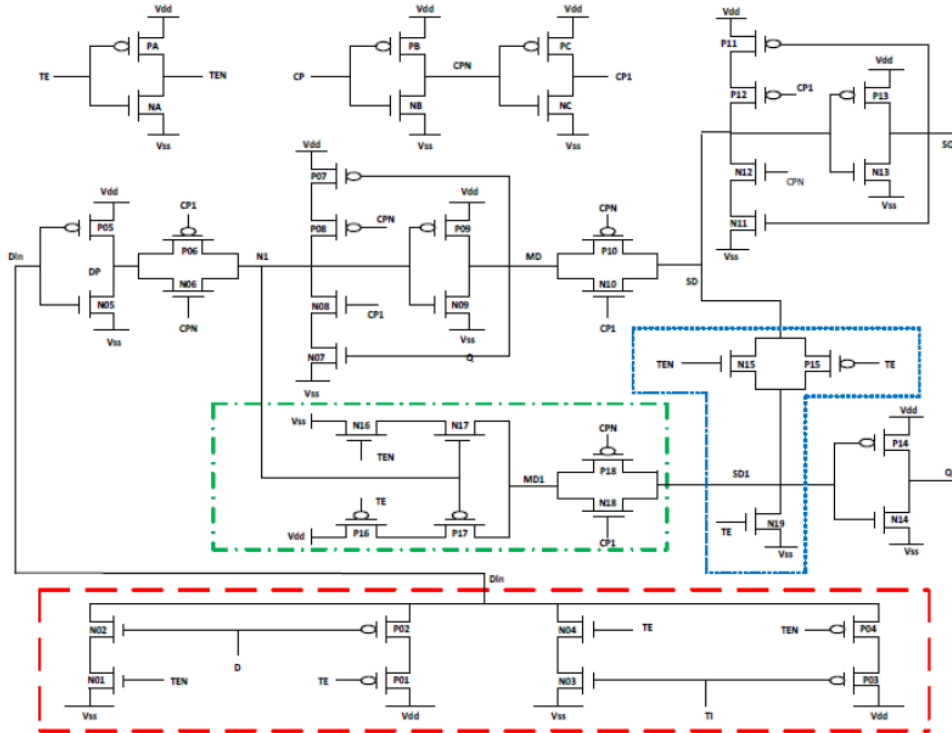 Vdd Vdd Vdd Vdd
P11
PA PB PC Vdd
TE TEN CP CPN CP1 P12 CP1 P13
NA NB NC
Vss Vss Vss
N12 CPN N13
Vdd Vss
P07
N11
Vdd CP1 CPN Vdd CPN Vss
P05 P08 P09
Din P06 N1 MD P10 SD
DP
N06 N08 CP1 N10
N05 N09
CPN CP1
Vss N07 Q Vss
Vss
TEN N15 P15 TE
Vss N16 N17 CPN Vdd
TEN P18 P14
MD1 SD1 Q
TE N18
P16 P17 CP1 TE N19 N14
Vdd Vss Vss
Din
N02 P02 N04 TE TEN P04
D
N01 TEN TE P01 N03 P03
Vss Vdd Vss TI Vdd